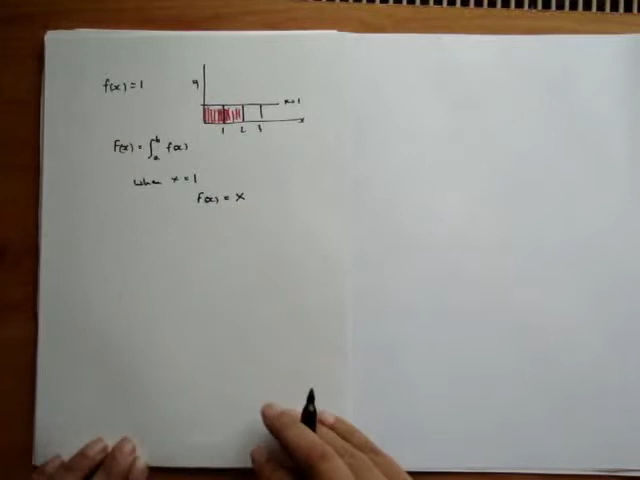 f(x) = 1
y
x=1
1 2 3
x
F(x) = ∫ₐᵇ f(x)
when x = 1
F(x) = x